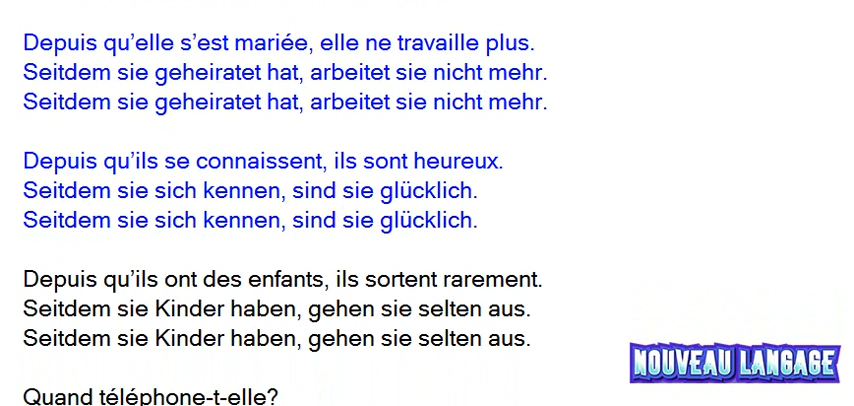 Depuis qu’elle s’est mariée, elle ne travaille plus.
Seitdem sie geheiratet hat, arbeitet sie nicht mehr.
Seitdem sie geheiratet hat, arbeitet sie nicht mehr.
Depuis qu’ils se connaissent, ils sont heureux.
Seitdem sie sich kennen, sind sie glücklich.
Seitdem sie sich kennen, sind sie glücklich.
Depuis qu’ils ont des enfants, ils sortent rarement.
Seitdem sie Kinder haben, gehen sie selten aus.
Seitdem sie Kinder haben, gehen sie selten aus.
NOUVEAU LANGAGE
Quand téléphone-t-elle?